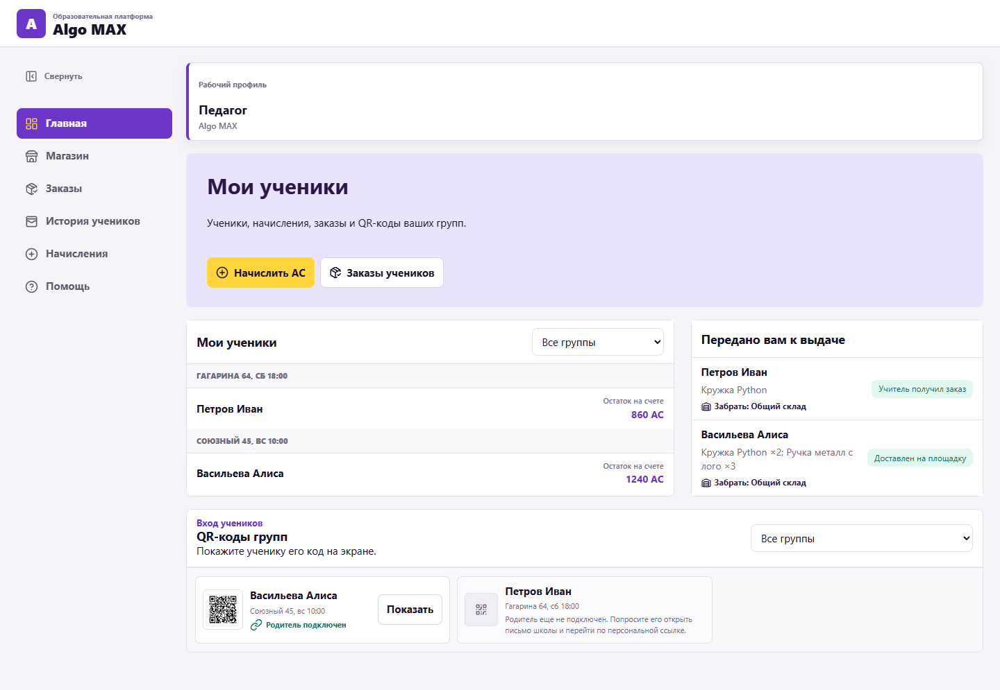 A
Образовательная платформа
Algo MAX
Свернуть
Главная
Магазин
Заказы
История учеников
Начисления
Помощь
Рабочий профиль
Педагог
Algo MAX
Мои ученики
Ученики, начисления, заказы и QR-коды ваших групп.
Начислить АС
Заказы учеников
Мои ученики
Все группы
ГАГАРИНА 64, СБ 18:00
Петров Иван
Остаток на счете
860 АС
СОЮЗНЫЙ 45, ВС 10:00
Васильева Алиса
Остаток на счете
1240 АС
Передано вам к выдаче
Петров Иван
Кружка Python
Забрать: Общий склад
Учитель получил заказ
Васильева Алиса
Кружка Python ×2; Ручка металл с
лого ×3
Забрать: Общий склад
Доставлен на площадку
Вход учеников
QR-коды групп
Покажите ученику его код на экране.
Все группы
Васильева Алиса
Союзный 45, вс 10:00
Родитель подключен
Показать
Петров Иван
Гагарина 64, сб 18:00
Родитель еще не подключен. Попросите его открыть
письмо школы и перейти по персональной ссылке.